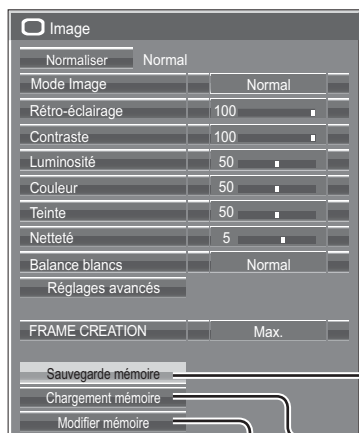 Image
Normaliser Normal
Mode Image Normal
Rétro-éclairage 100
Contraste 100
Luminosité 50
Couleur 50
Teinte 50
Netteté 5
Balance blancs Normal
Réglages avancés
FRAME CREATION Max.
Sauvegarde mémoire
Chargement mémoire
Modifier mémoire